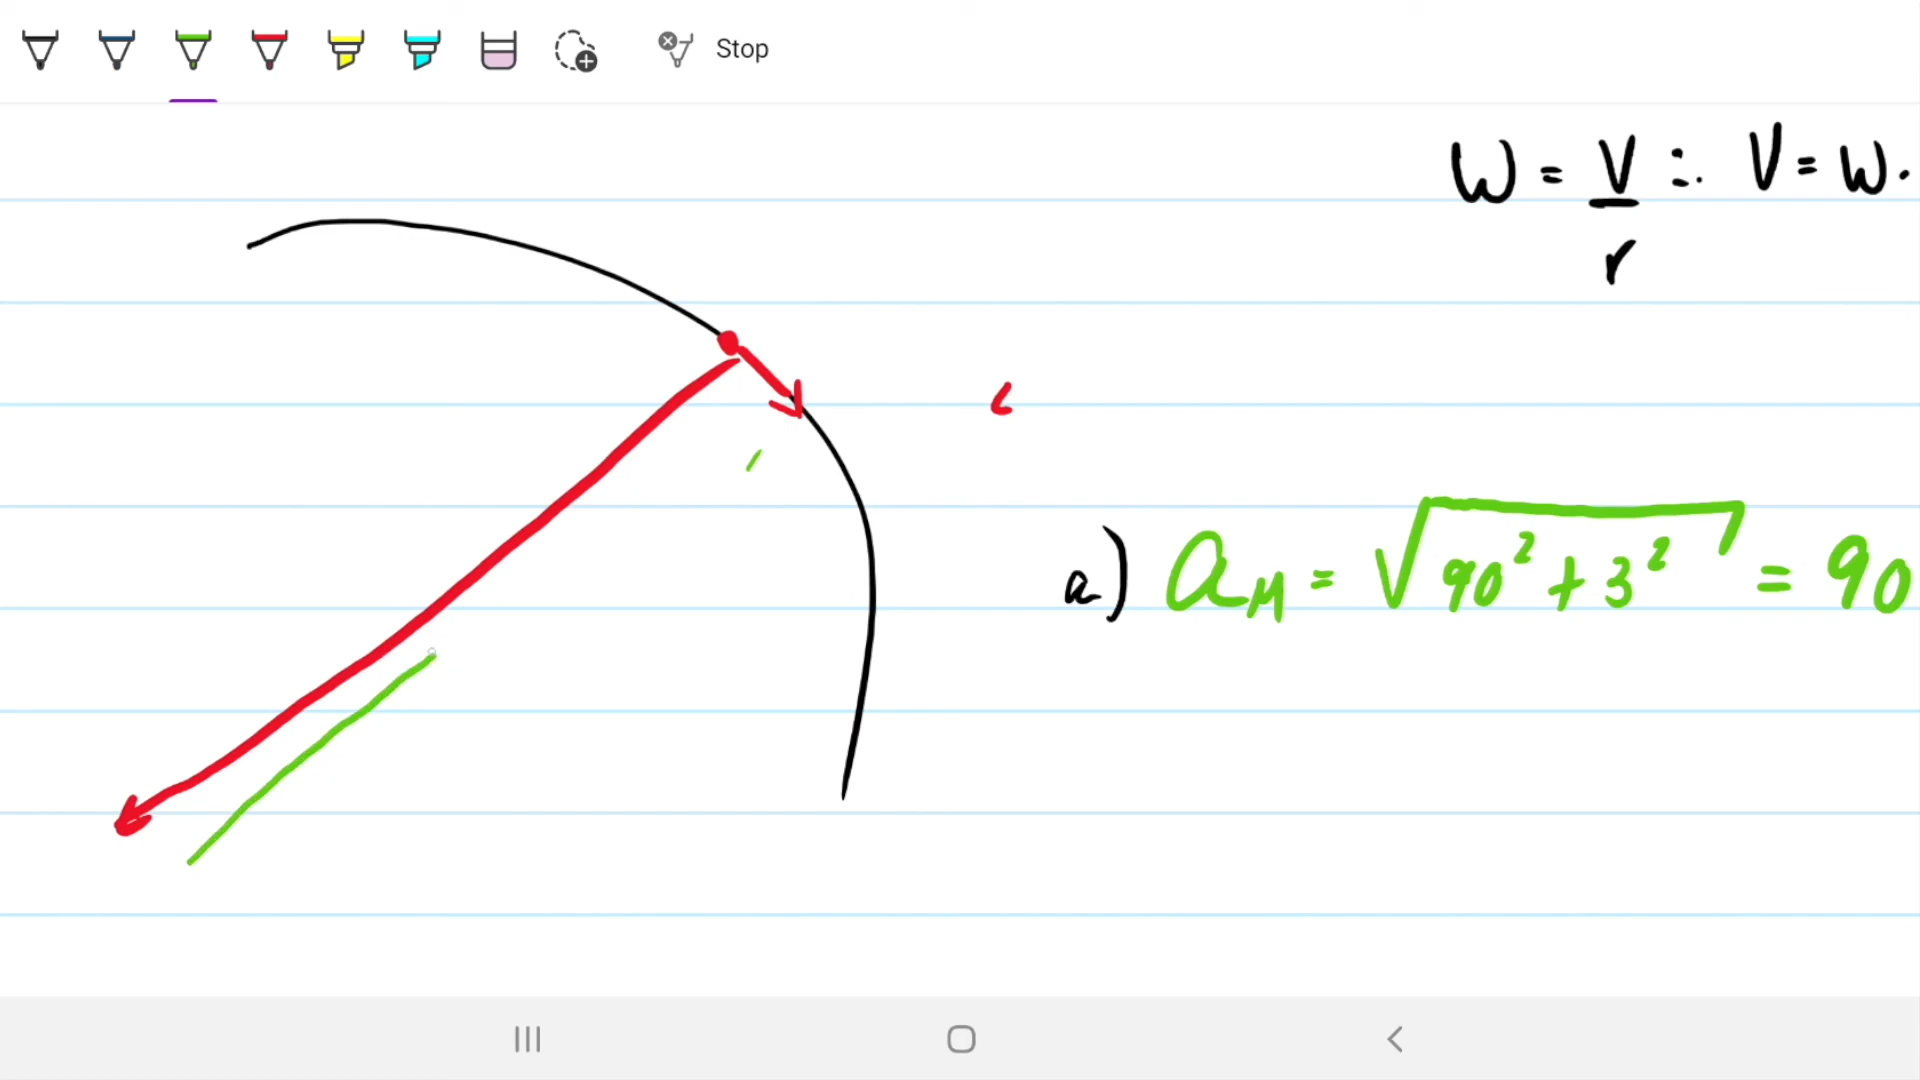 Stop
W = V ∴ V = W.
r
a) aM = √90² + 3² = 90